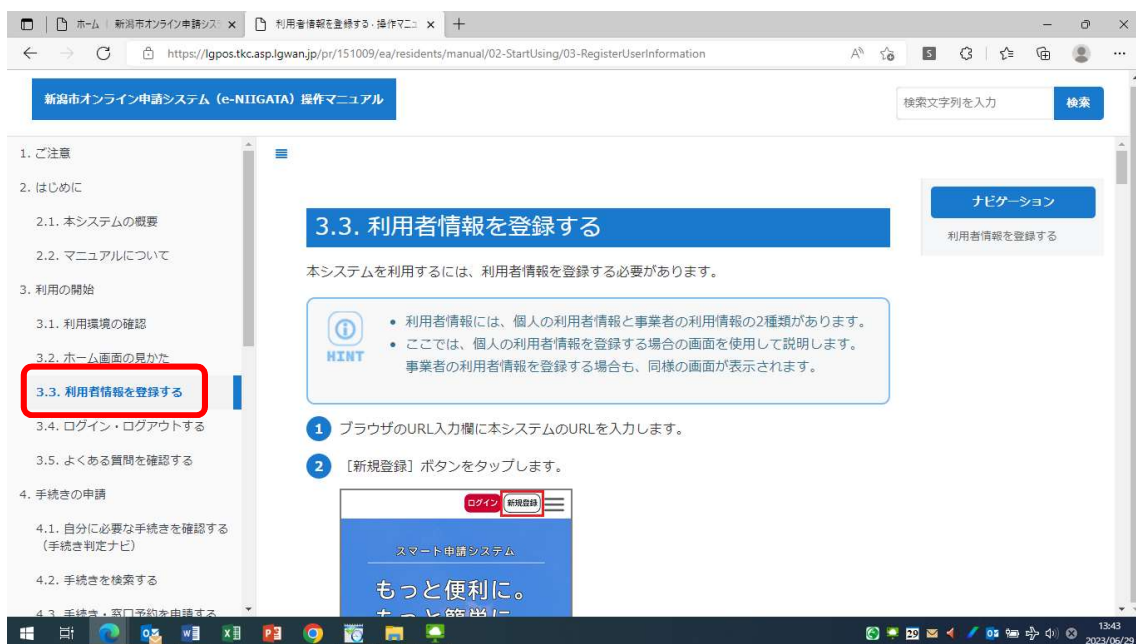 ホーム | 新潟市オンライン申請シス
利用者情報を登録する - 操作マニュ
https://lgpos.tkc.asp.lgwan.jp/pr/151009/ea/residents/manual/02-StartUsing/03-RegisterUserInformation
新潟市オンライン申請システム（e-NIIGATA）操作マニュアル
検索文字列を入力
検索
1. ご注意
2. はじめに
2.1. 本システムの概要
2.2. マニュアルについて
3. 利用の開始
3.1. 利用環境の確認
3.2. ホーム画面の見かた
3.3. 利用者情報を登録する
3.4. ログイン・ログアウトする
3.5. よくある質問を確認する
4. 手続きの申請
4.1. 自分に必要な手続きを確認する
（手続き判定ナビ）
4.2. 手続きを検索する
4.3. 手続き・窓口予約を申請する
3.3. 利用者情報を登録する
本システムを利用するには、利用者情報を登録する必要があります。
HINT
• 利用者情報には、個人の利用者情報と事業者の利用情報の2種類があります。
• ここでは、個人の利用者情報を登録する場合の画面を使用して説明します。
事業者の利用者情報を登録する場合も、同様の画面が表示されます。
1 ブラウザのURL入力欄に本システムのURLを入力します。
2 ［新規登録］ボタンをタップします。
ログイン 新規登録
スマート申請システム
もっと便利に。
もっと簡単に
ナビゲーション
利用者情報を登録する
29
13:43
2023/06/29